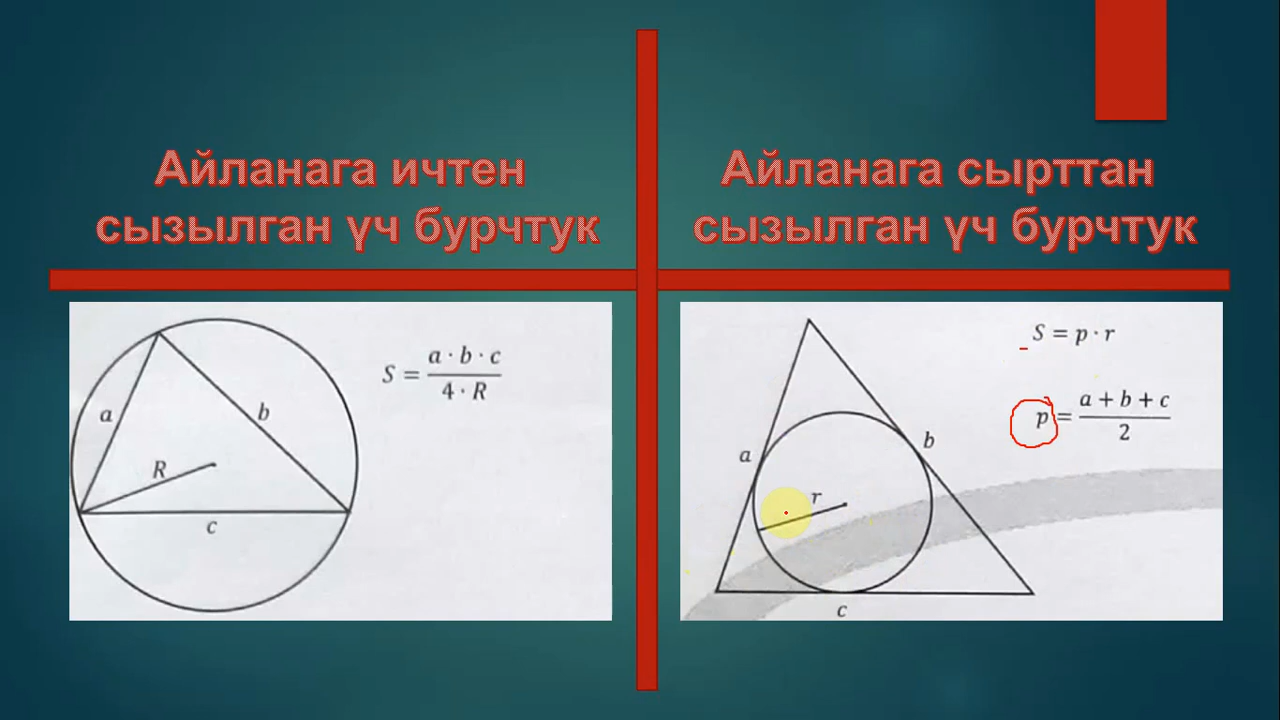 Айланага ичтен
сызылган үч бурчтук
Айланага сырттан
сызылган үч бурчтук
a
b
R
c
S = a · b · c / 4 · R
a
b
r
c
S = p · r
p = a + b + c / 2